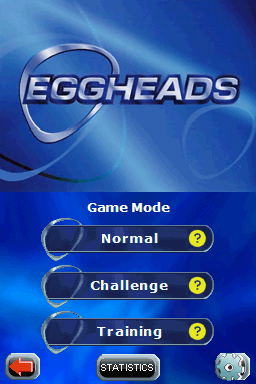 EGGHEADS
Game Mode
Normal ?
Challenge ?
Training ?
STATISTICS